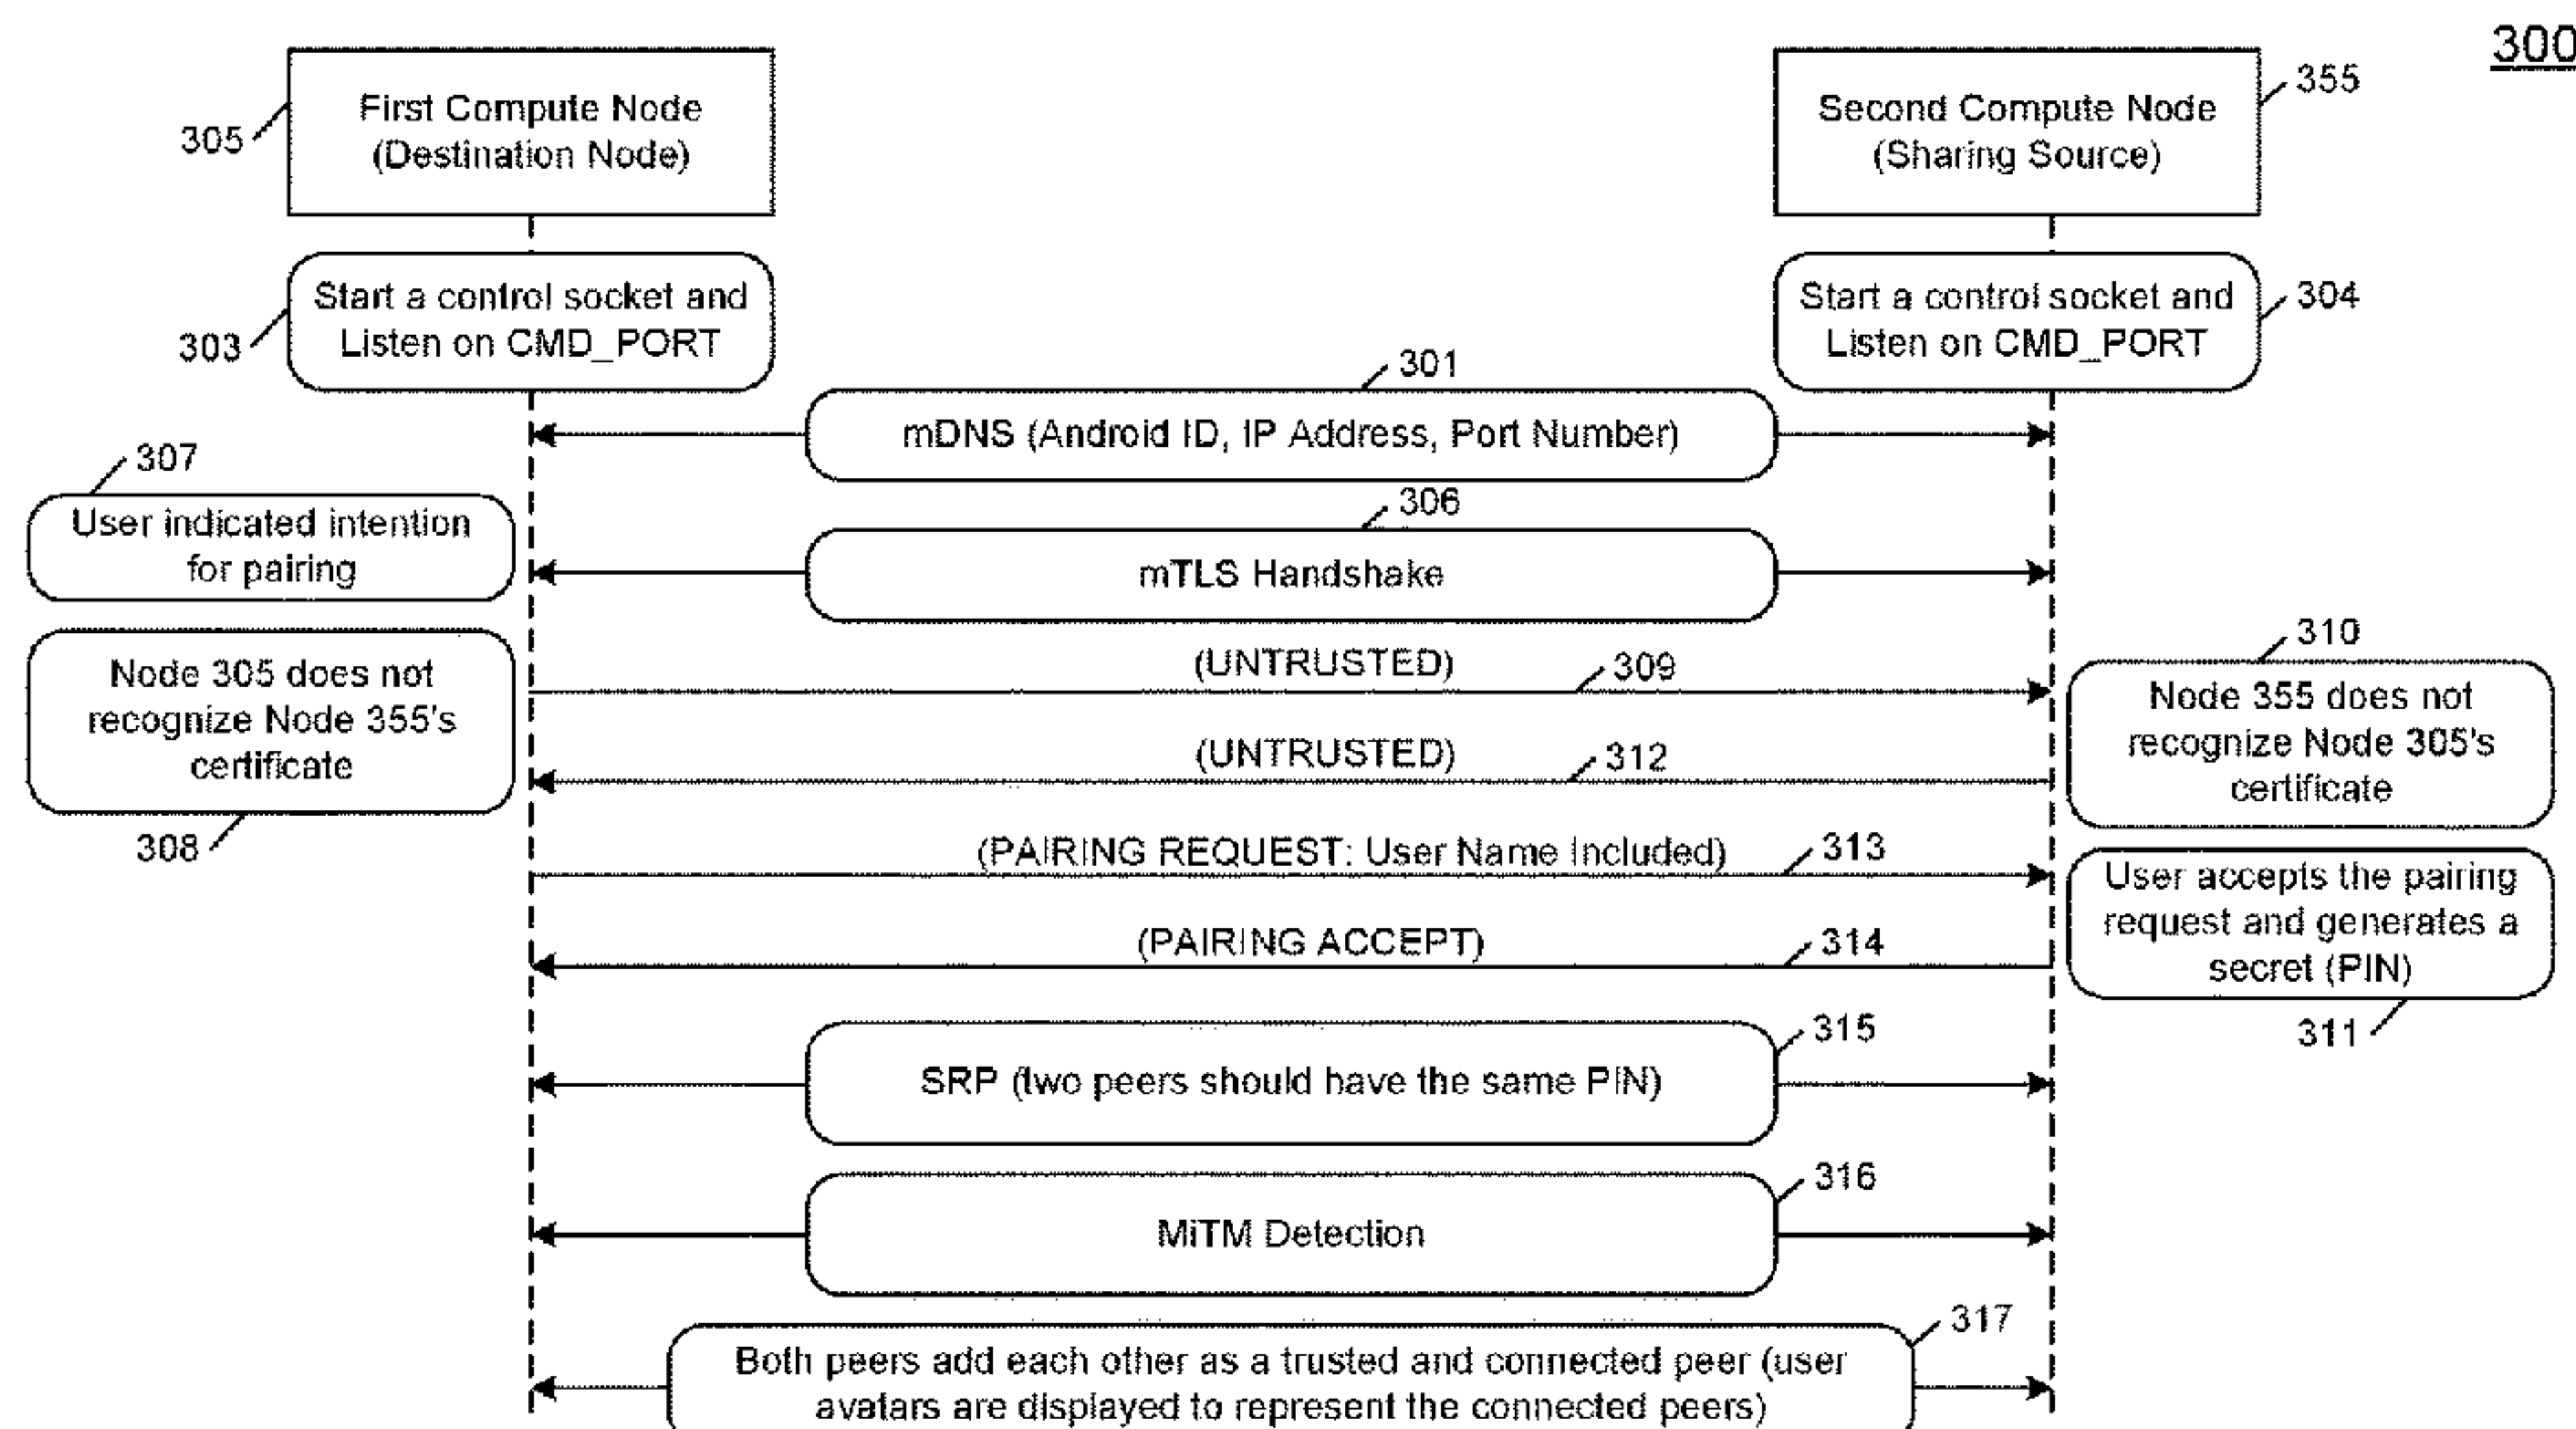 300
First Compute Node
(Destination Node)
305
Second Compute Node
(Sharing Source)
355
Start a control socket and
Listen on CMD_PORT
303
Start a control socket and
Listen on CMD_PORT
304
301
mDNS (Android ID, IP Address, Port Number)
307
User indicated intention
for pairing
306
mTLS Handshake
Node 305 does not
recognize Node 355's
certificate
308
(UNTRUSTED)
309
310
Node 355 does not
recognize Node 305's
certificate
(UNTRUSTED)
312
(PAIRING REQUEST: User Name Included)
313
User accepts the pairing
request and generates a
secret (PIN)
311
(PAIRING ACCEPT)
314
315
SRP (two peers should have the same PIN)
316
MiTM Detection
317
Both peers add each other as a trusted and connected peer (user
avatars are displayed to represent the connected peers)